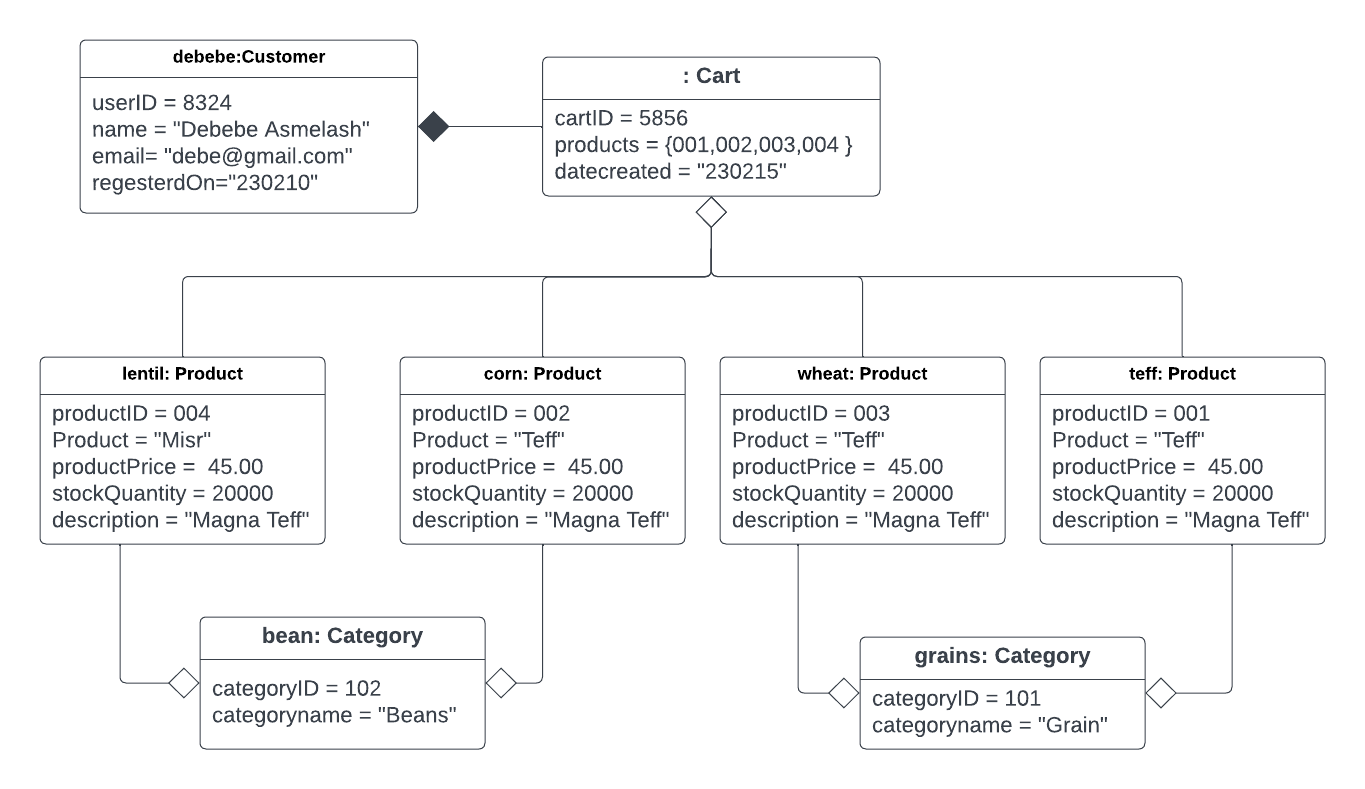 debebe:Customer
userID = 8324
name = "Debebe Asmelash"
email= "debe@gmail.com"
regesterdOn="230210"
: Cart
cartID = 5856
products = {001,002,003,004 }
datecreated = "230215"
lentil: Product
productID = 004
Product = "Misr"
productPrice =  45.00
stockQuantity = 20000
description = "Magna Teff"
corn: Product
productID = 002
Product = "Teff"
productPrice =  45.00
stockQuantity = 20000
description = "Magna Teff"
wheat: Product
productID = 003
Product = "Teff"
productPrice =  45.00
stockQuantity = 20000
description = "Magna Teff"
teff: Product
productID = 001
Product = "Teff"
productPrice =  45.00
stockQuantity = 20000
description = "Magna Teff"
bean: Category
categoryID = 102
categoryname = "Beans"
grains: Category
categoryID = 101
categoryname = "Grain"